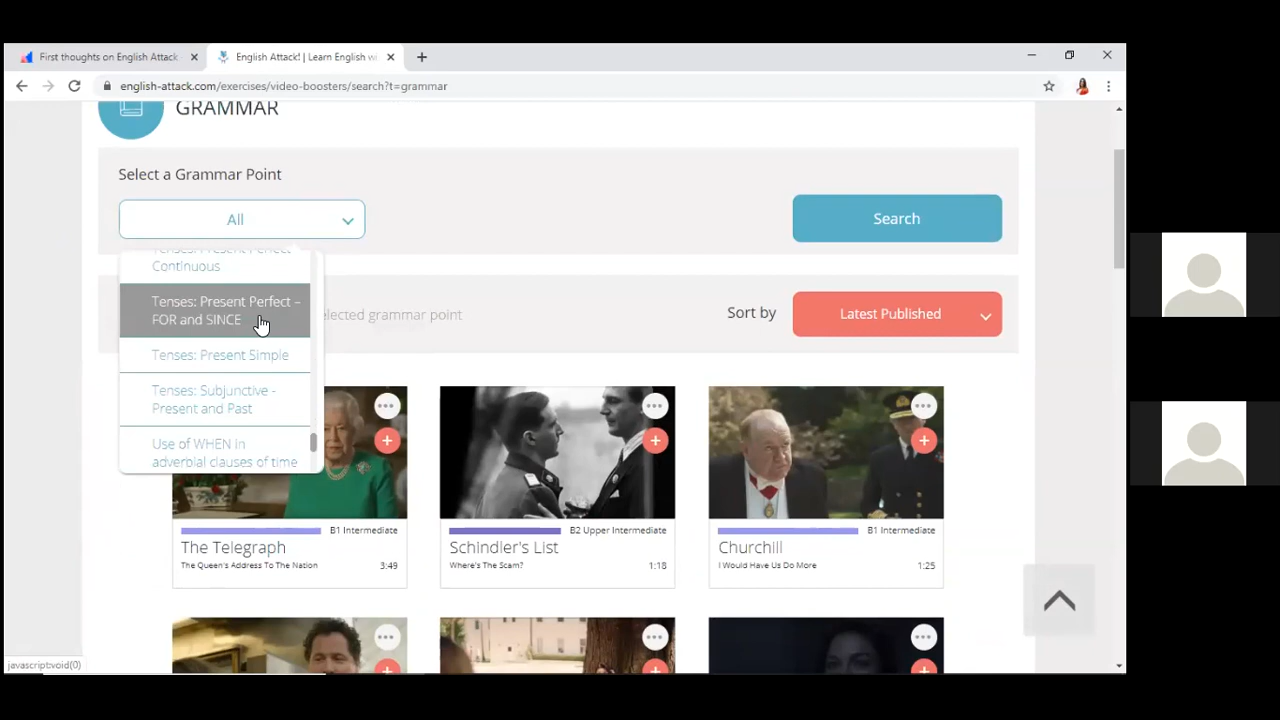 First thoughts on English Attack
English Attack! | Learn English wi
english-attack.com/exercises/video-boosters/search?t=grammar
GRAMMAR
Select a Grammar Point
All
Search
Tenses: Present Perfect
Continuous
Tenses: Present Perfect –
FOR and SINCE
Tenses: Present Simple
Tenses: Subjunctive -
Present and Past
Use of WHEN in
adverbial clauses of time
elected grammar point
Sort by
Latest Published
B1 Intermediate
The Telegraph
The Queen's Address To The Nation
3:49
B2 Upper Intermediate
Schindler's List
Where's The Scam?
1:18
B1 Intermediate
Churchill
I Would Have Us Do More
1:25
javascript:void(0)